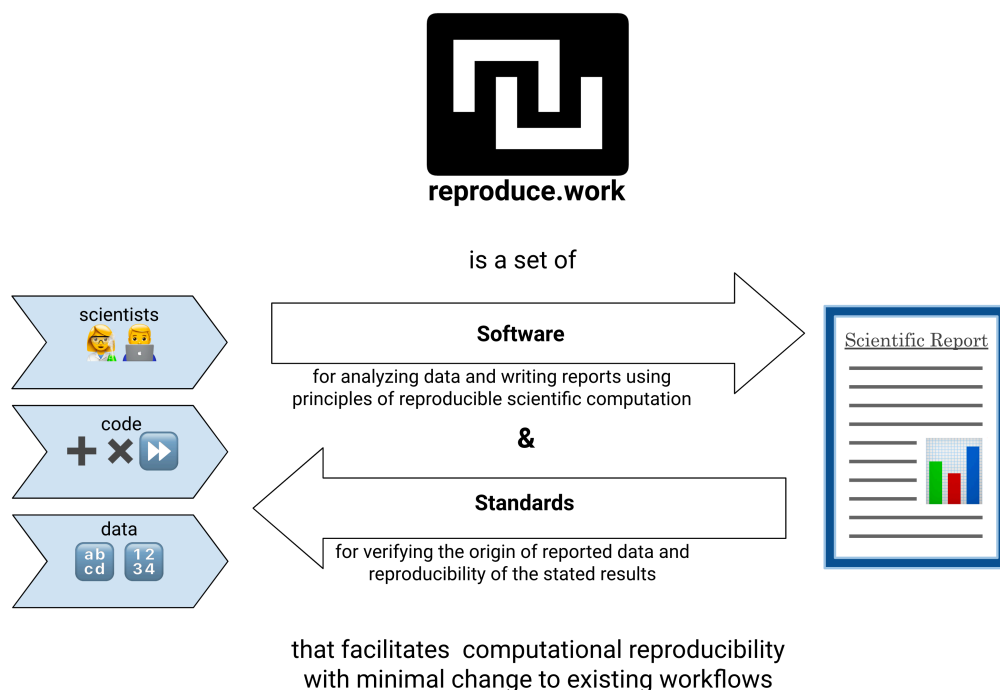 reproduce.work
is a set of
scientists
Software
for analyzing data and writing reports using
principles of reproducible scientific computation
code
&
data
ab
cd
12
34
Standards
for verifying the origin of reported data and
reproducibility of the stated results
Scientific Report
that facilitates  computational reproducibility
with minimal change to existing workflows